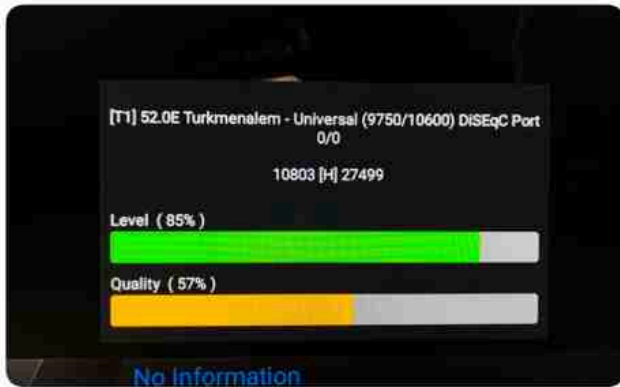 [T1] 52.0E Turkmenalem - Universal (9750/10600) DiSEqC Port
0/0
10803 [H] 27499
Level ( 85% )
Quality ( 57% )
No Information